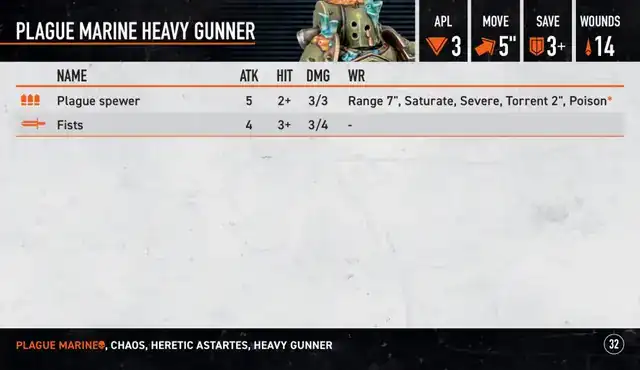 PLAGUE MARINE HEAVY GUNNER
APL MOVE SAVE WOUNDS
3 5" 3+ 14
NAME ATK HIT DMG WR
Plague spewer 5 2+ 3/3 Range 7", Saturate, Severe, Torrent 2", Poison*
Fists 4 3+ 3/4 -
PLAGUE MARINE, CHAOS, HERETIC ASTARTES, HEAVY GUNNER
32